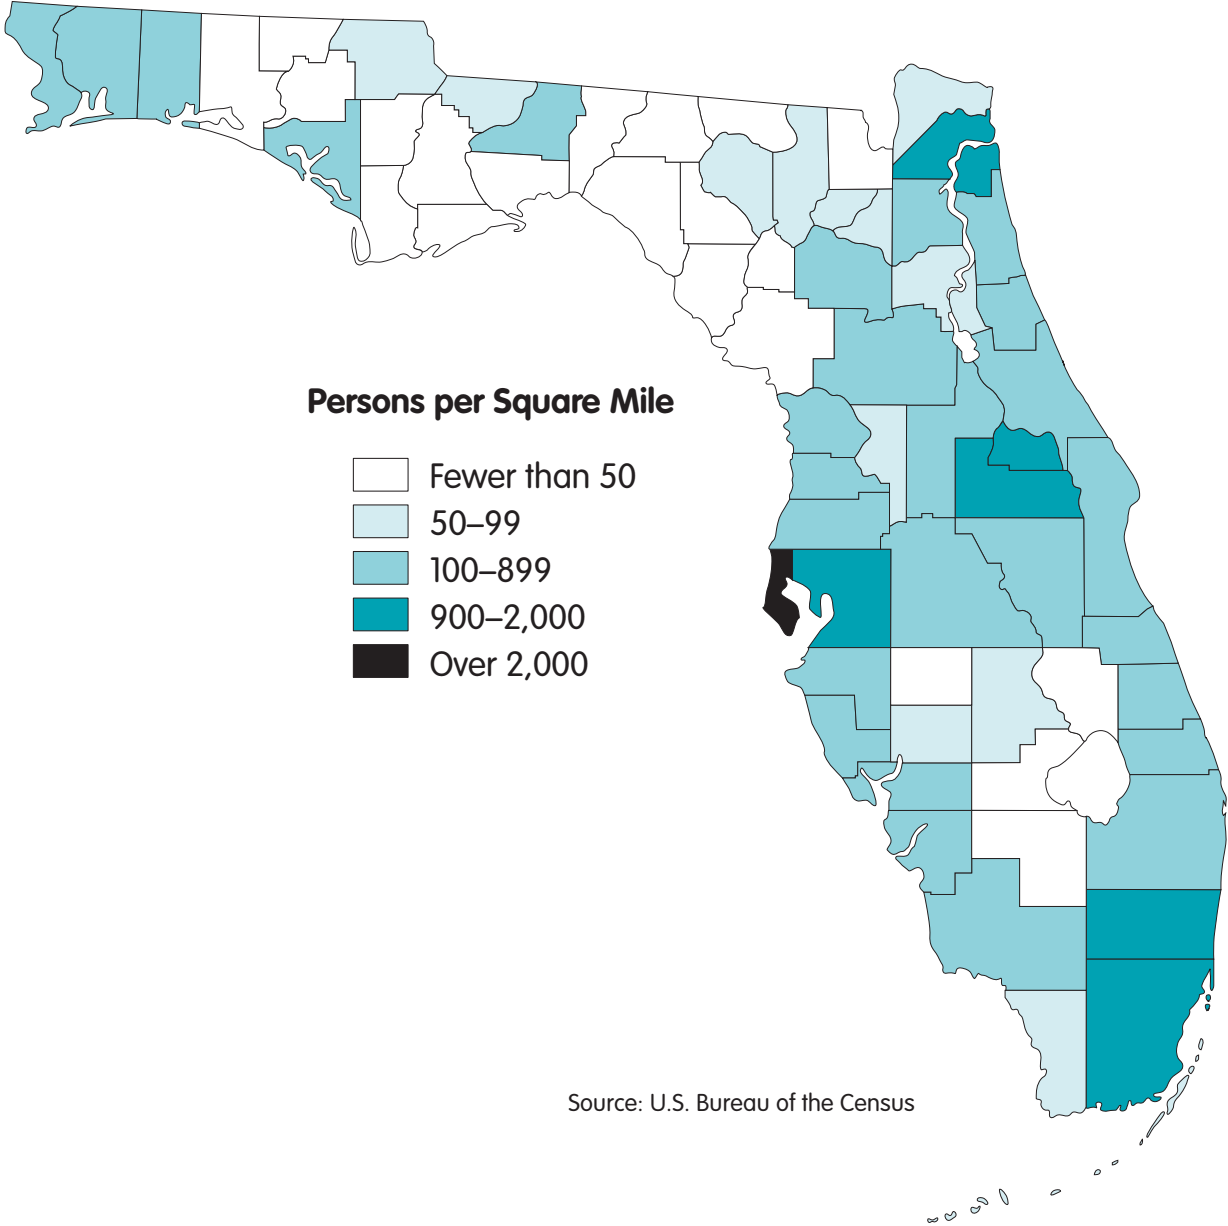 Persons per Square Mile
Fewer than 50
50–99
100–899
900–2,000
Over 2,000
Source: U.S. Bureau of the Census